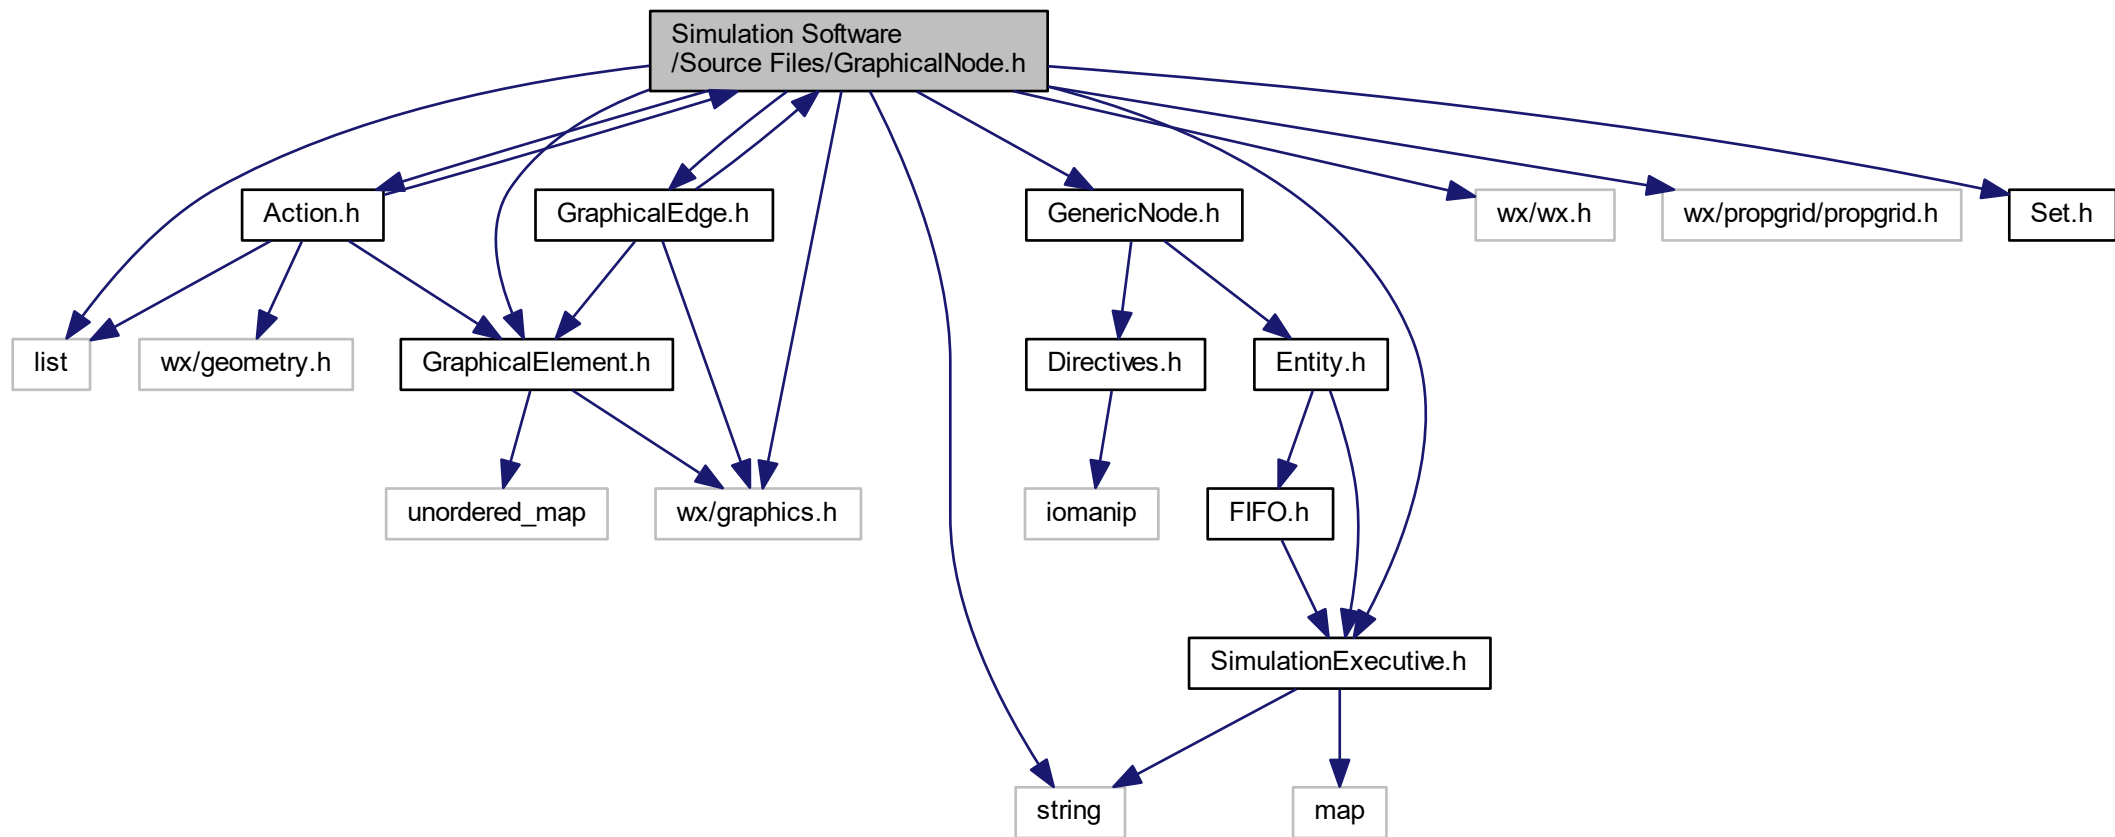 Simulation Software
/Source Files/GraphicalNode.h
Action.h
GraphicalEdge.h
GenericNode.h
wx/wx.h
wx/propgrid/propgrid.h
Set.h
list
wx/geometry.h
GraphicalElement.h
Directives.h
Entity.h
unordered_map
wx/graphics.h
iomanip
FIFO.h
SimulationExecutive.h
string
map